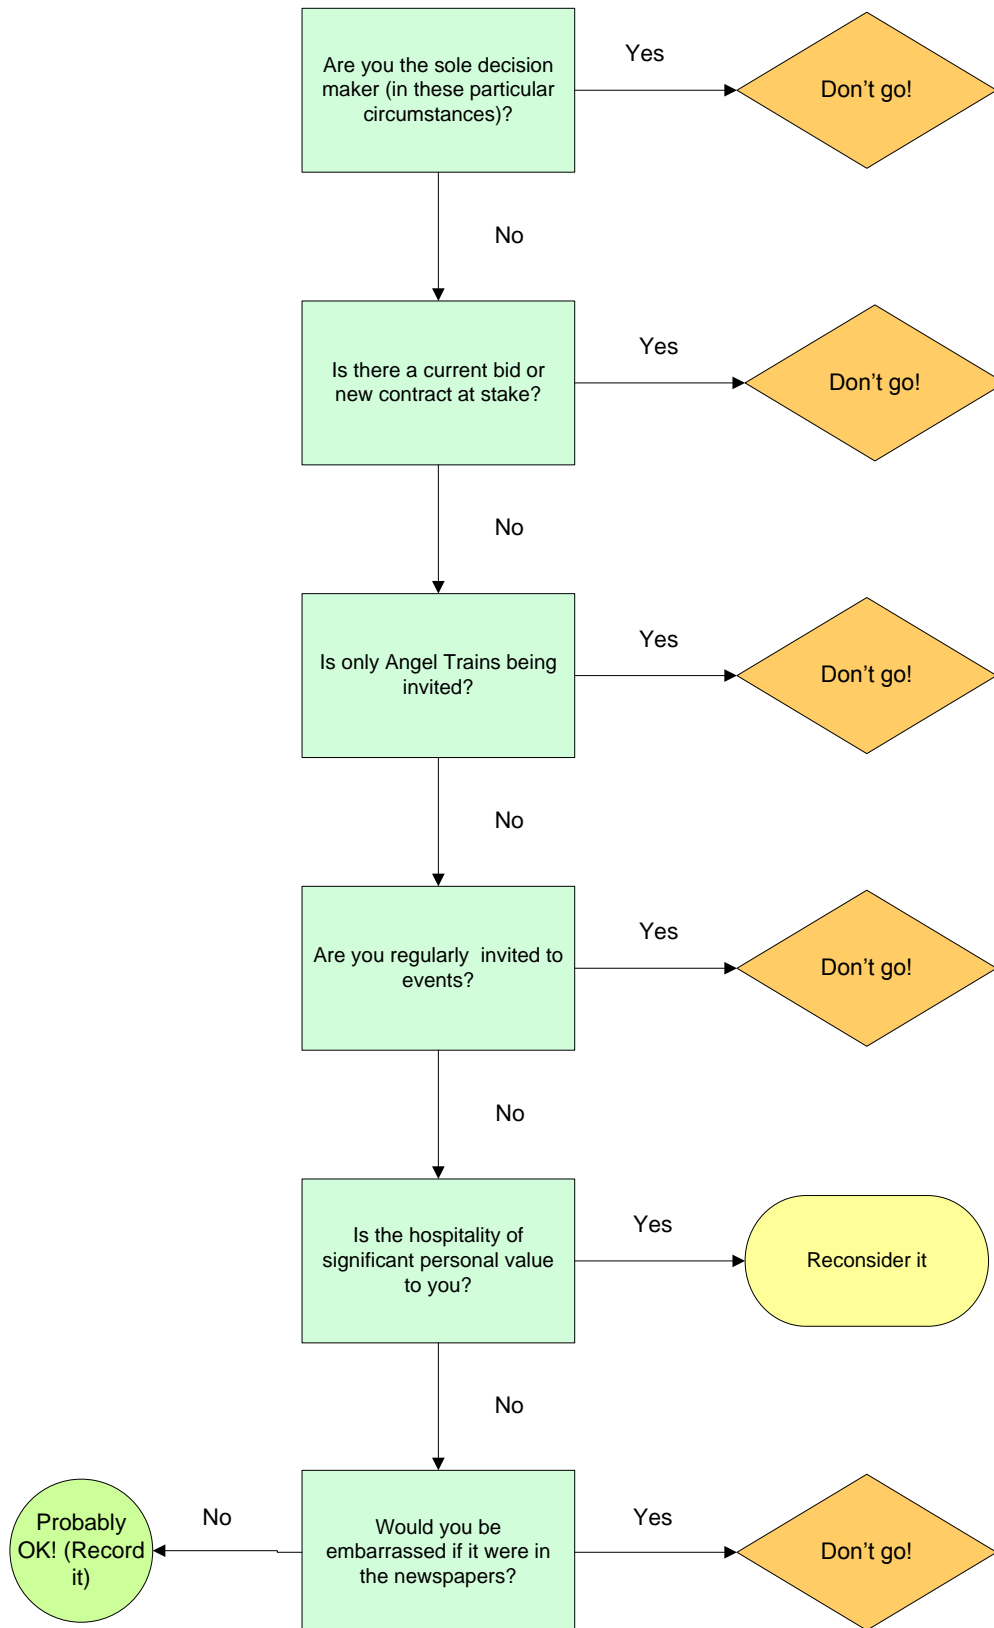 Are you the sole decision
maker (in these particular
circumstances)?
Yes
Don't go!
No
Is there a current bid or
new contract at stake?
Yes
Don't go!
No
Is only Angel Trains being
invited?
Yes
Don't go!
No
Are you regularly  invited to
events?
Yes
Don't go!
No
Is the hospitality of
significant personal value
to you?
Yes
Reconsider it
No
Would you be
embarrassed if it were in
the newspapers?
Yes
Don't go!
No
Probably
OK! (Record
it)